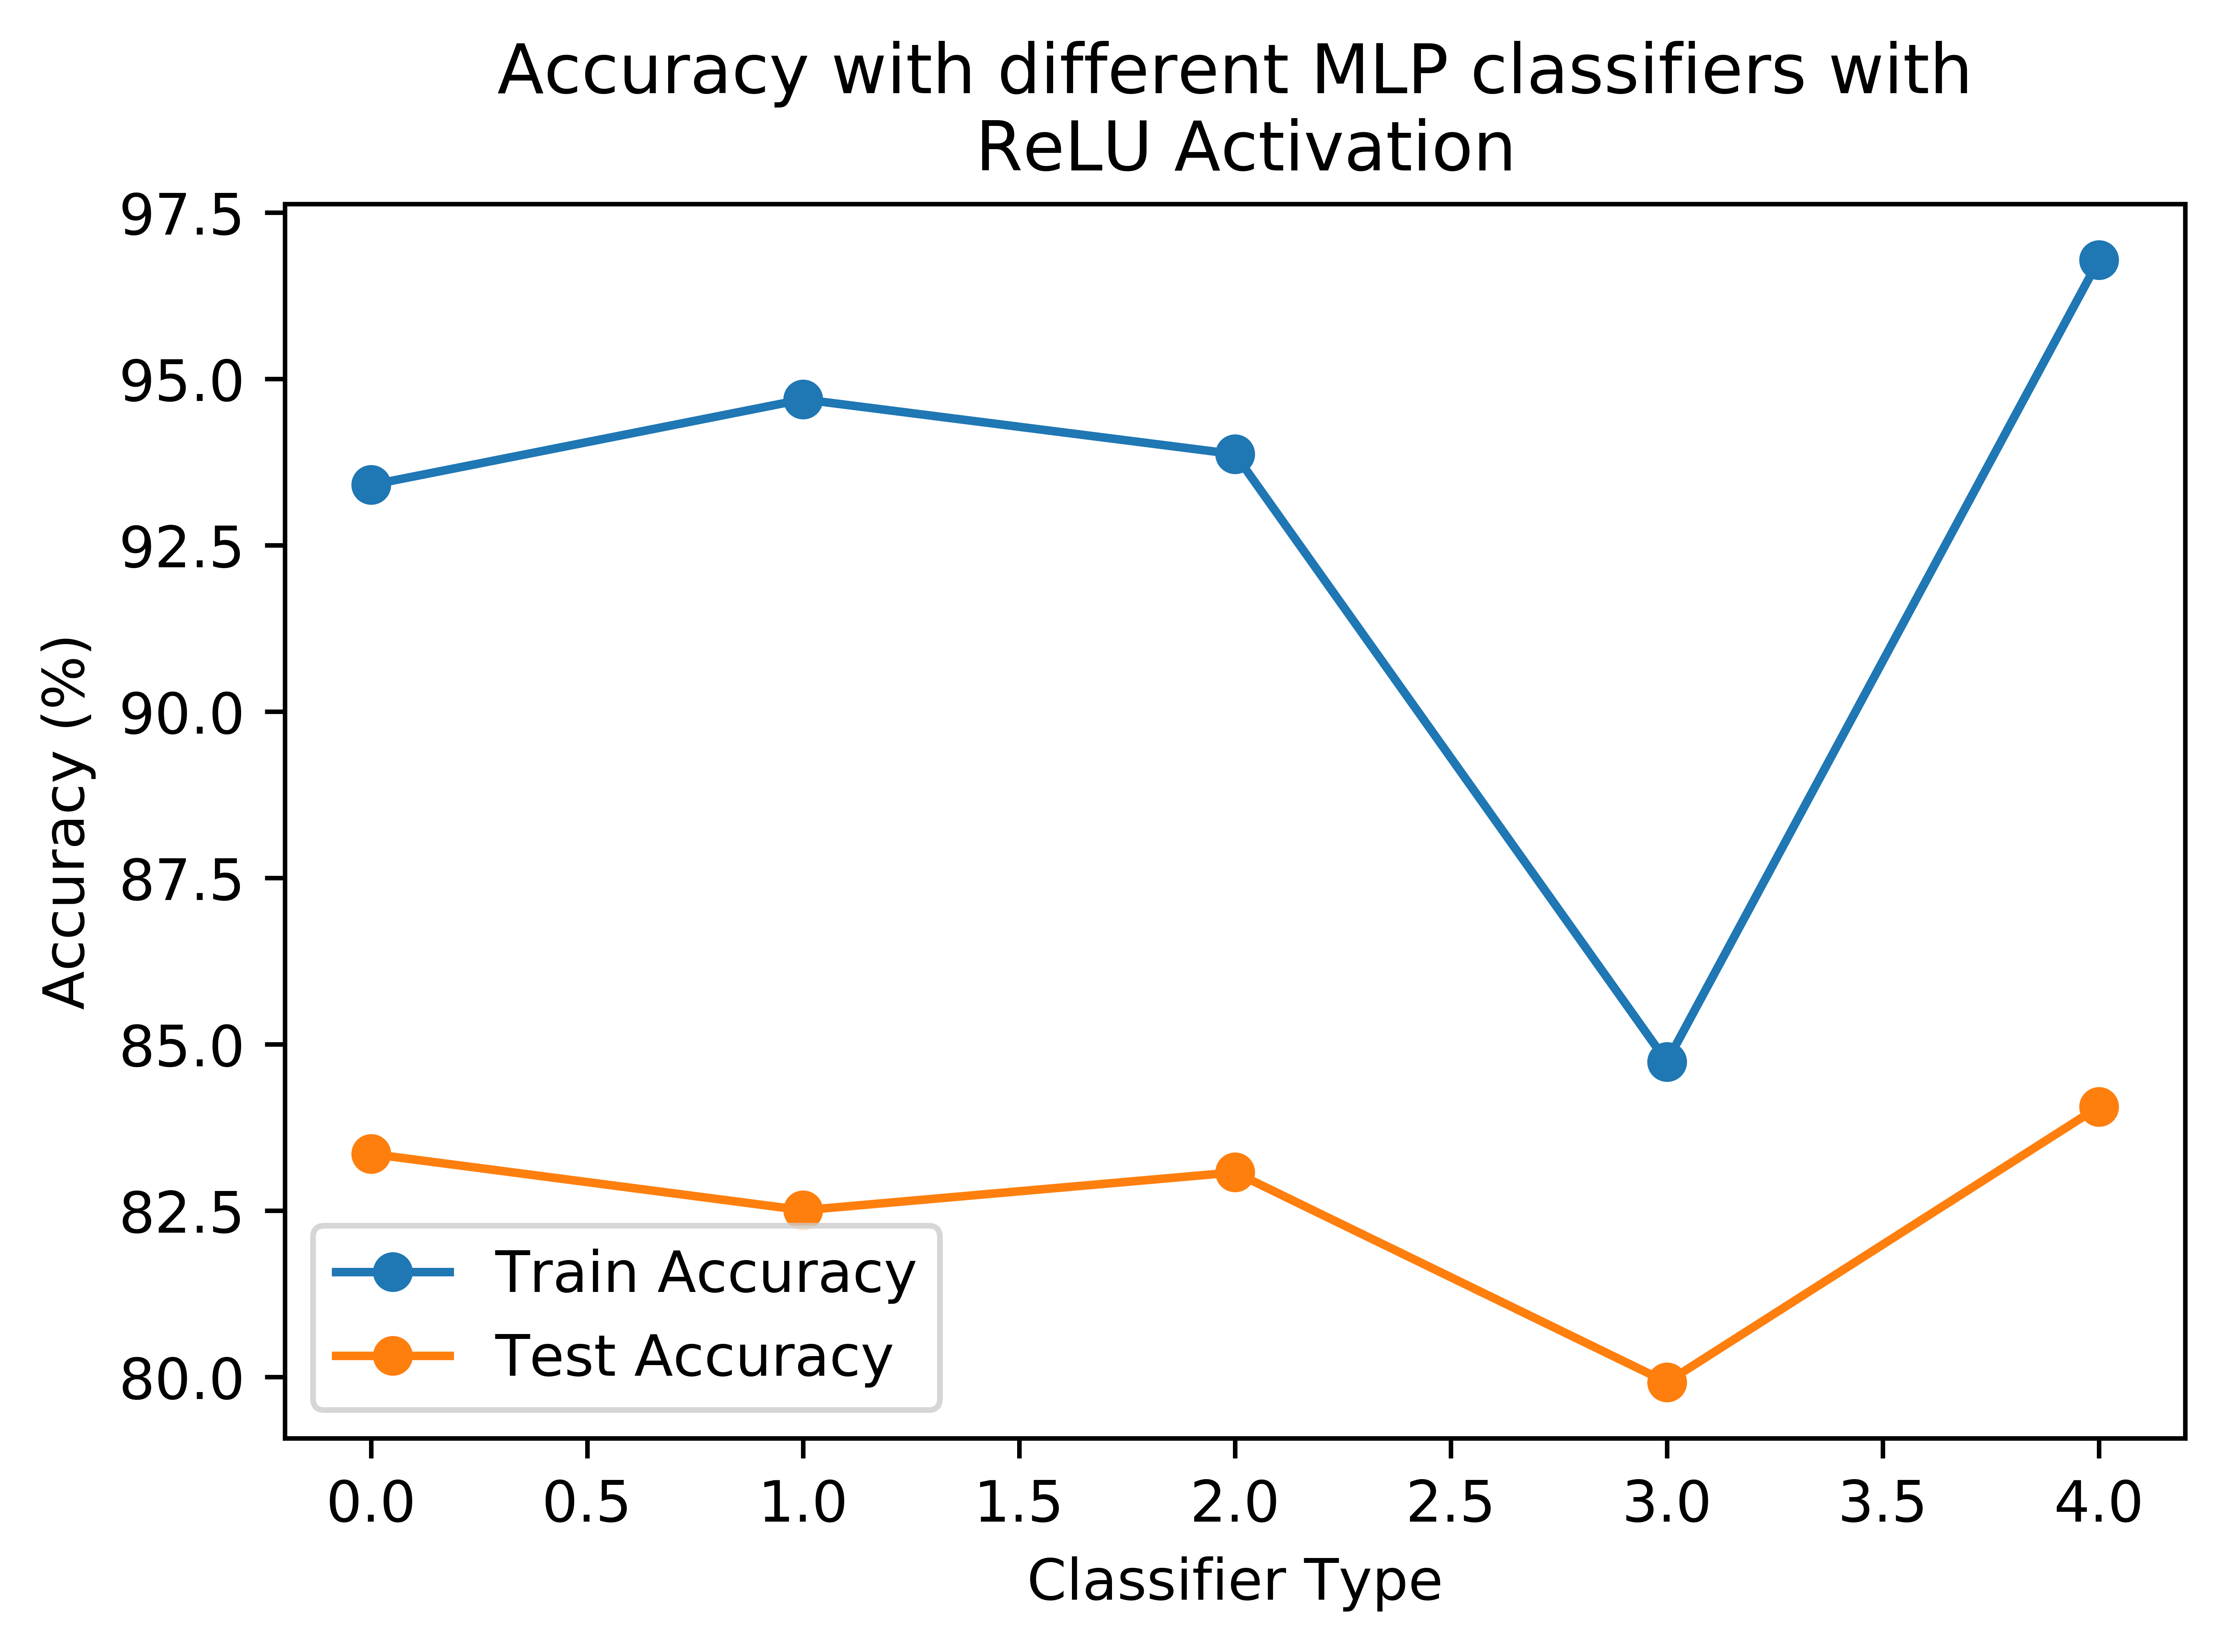 Accuracy with different MLP classifiers with
ReLU Activation
97.5
95.0
92.5
90.0
87.5
85.0
82.5
80.0
Accuracy (%)
Train Accuracy
Test Accuracy
0.0 0.5 1.0 1.5 2.0 2.5 3.0 3.5 4.0
Classifier Type